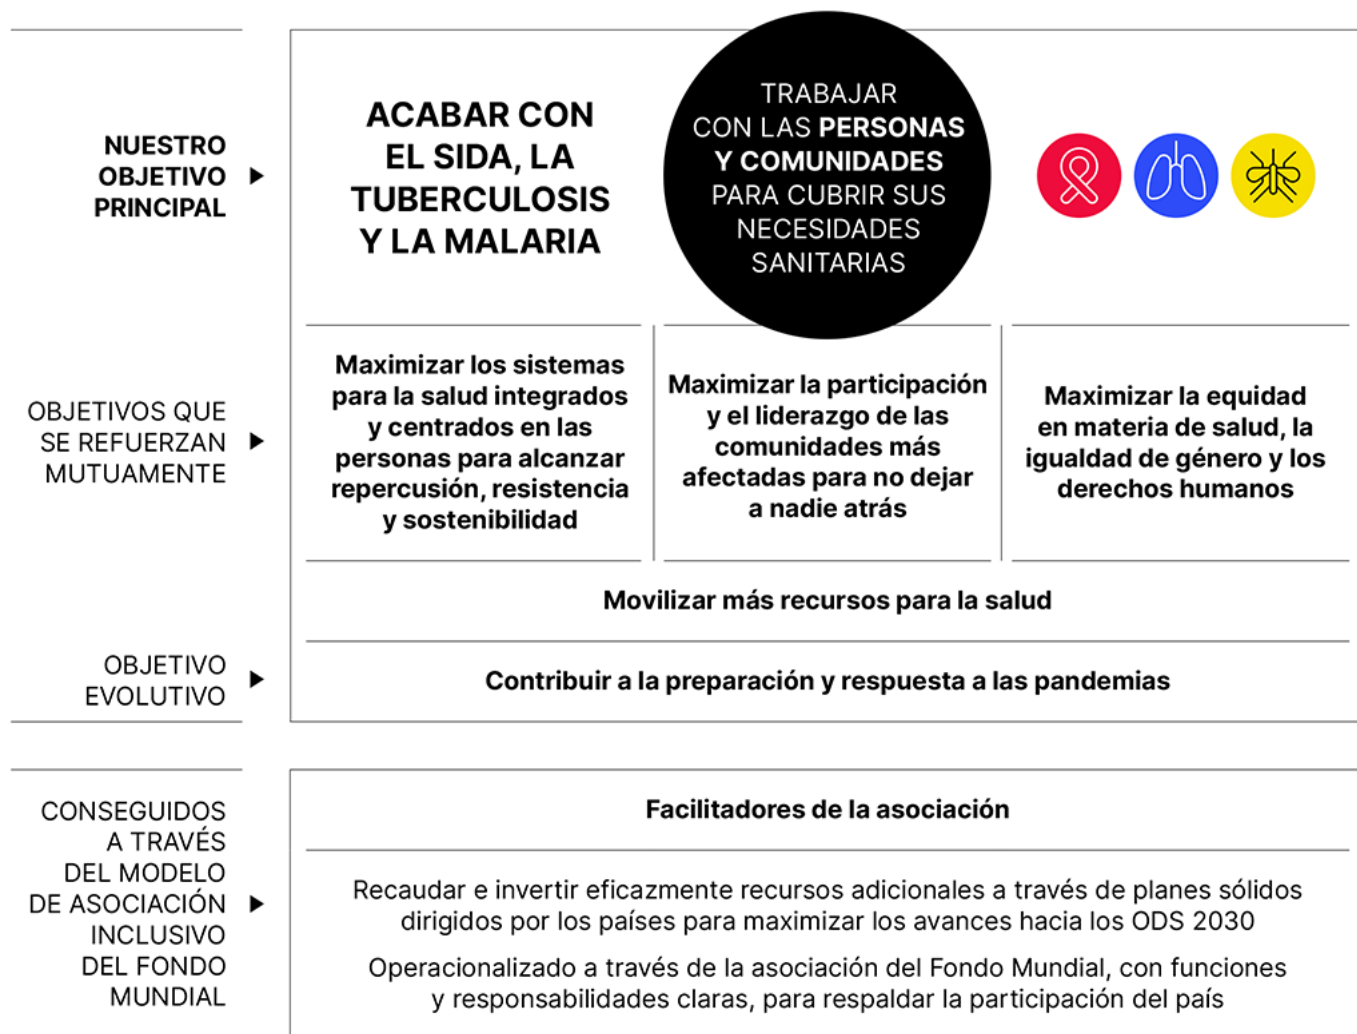 NUESTRO
OBJETIVO
PRINCIPAL
ACABAR CON
EL SIDA, LA
TUBERCULOSIS
Y LA MALARIA
TRABAJAR
CON LAS PERSONAS
Y COMUNIDADES
PARA CUBRIR SUS
NECESIDADES
SANITARIAS
OBJETIVOS QUE
SE REFUERZAN
MUTUAMENTE
Maximizar los sistemas
para la salud integrados
y centrados en las
personas para alcanzar
repercusión, resistencia
y sostenibilidad
Maximizar la participación
y el liderazgo de las
comunidades más
afectadas para no dejar
a nadie atrás
Maximizar la equidad
en materia de salud, la
igualdad de género y los
derechos humanos
Movilizar más recursos para la salud
OBJETIVO
EVOLUTIVO
Contribuir a la preparación y respuesta a las pandemias
CONSEGUIDOS
A TRAVÉS
DEL MODELO
DE ASOCIACIÓN
INCLUSIVO
DEL FONDO
MUNDIAL
Facilitadores de la asociación
Recaudar e invertir eficazmente recursos adicionales a través de planes sólidos
dirigidos por los países para maximizar los avances hacia los ODS 2030
Operacionalizado a través de la asociación del Fondo Mundial, con funciones
y responsabilidades claras, para respaldar la participación del país